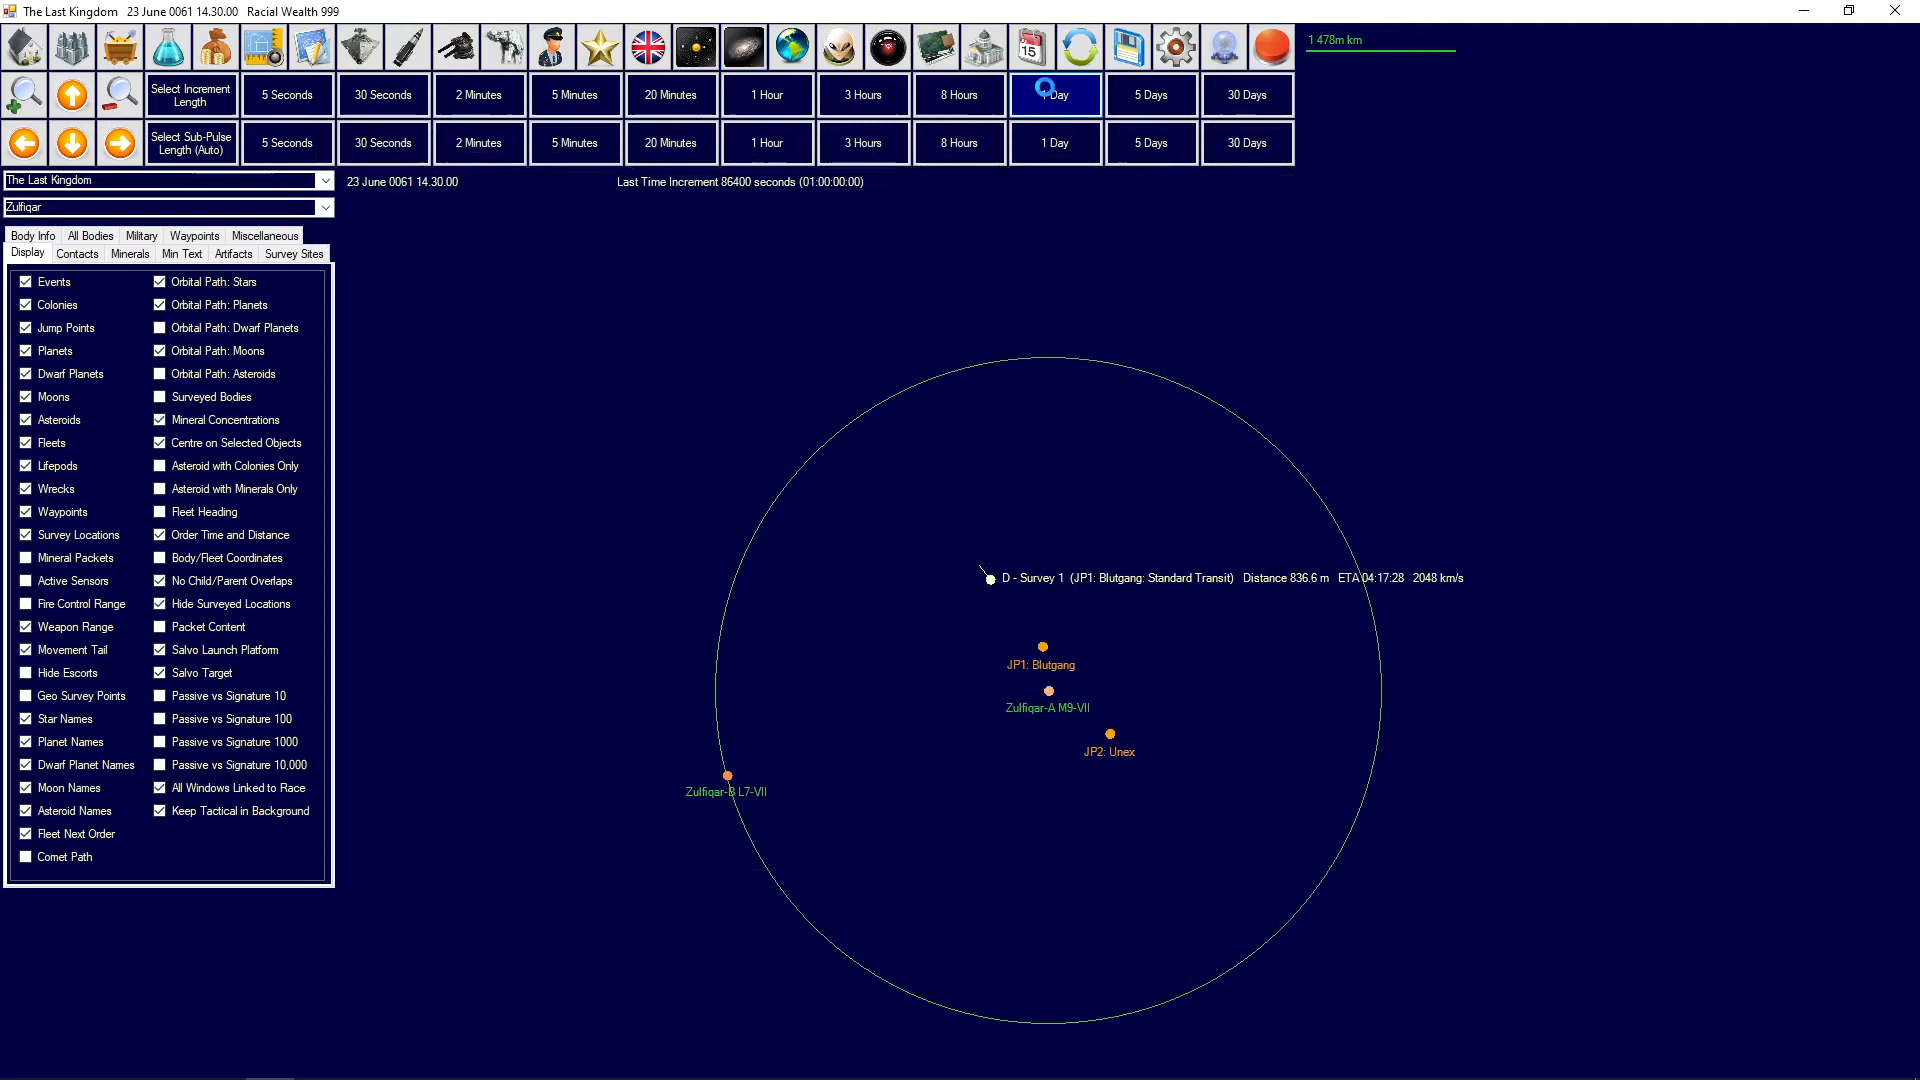 The Last Kingdom   23 June 0061 14.30.00   Racial Wealth 999
1 478m km
15
Select Increment Length
5 Seconds
30 Seconds
2 Minutes
5 Minutes
20 Minutes
1 Hour
3 Hours
8 Hours
Day
5 Days
30 Days
Select Sub-Pulse Length (Auto)
5 Seconds
30 Seconds
2 Minutes
5 Minutes
20 Minutes
1 Hour
3 Hours
8 Hours
1 Day
5 Days
30 Days
The Last Kingdom
23 June 0061 14.30.00
Last Time Increment 86400 seconds (01:00:00:00)
Zulfiqar
Body Info
All Bodies
Military
Waypoints
Miscellaneous
Display
Contacts
Minerals
Min Text
Artifacts
Survey Sites
Events
Orbital Path: Stars
Colonies
Orbital Path: Planets
Jump Points
Orbital Path: Dwarf Planets
Planets
Orbital Path: Moons
Dwarf Planets
Orbital Path: Asteroids
Moons
Surveyed Bodies
Asteroids
Mineral Concentrations
Fleets
Centre on Selected Objects
Lifepods
Asteroid with Colonies Only
Wrecks
Asteroid with Minerals Only
Waypoints
Fleet Heading
Survey Locations
Order Time and Distance
Mineral Packets
Body/Fleet Coordinates
Active Sensors
No Child/Parent Overlaps
Fire Control Range
Hide Surveyed Locations
Weapon Range
Packet Content
Movement Tail
Salvo Launch Platform
Hide Escorts
Salvo Target
Geo Survey Points
Passive vs Signature 10
Star Names
Passive vs Signature 100
Planet Names
Passive vs Signature 1000
Dwarf Planet Names
Passive vs Signature 10,000
Moon Names
All Windows Linked to Race
Asteroid Names
Keep Tactical in Background
Fleet Next Order
Comet Path
D - Survey 1  (JP1: Blutgang: Standard Transit)   Distance 836.6 m   ETA 04:17:28   2048 km/s
JP1: Blutgang
Zulfiqar-A M9-VII
JP2: Unex
Zulfiqar-B L7-VII